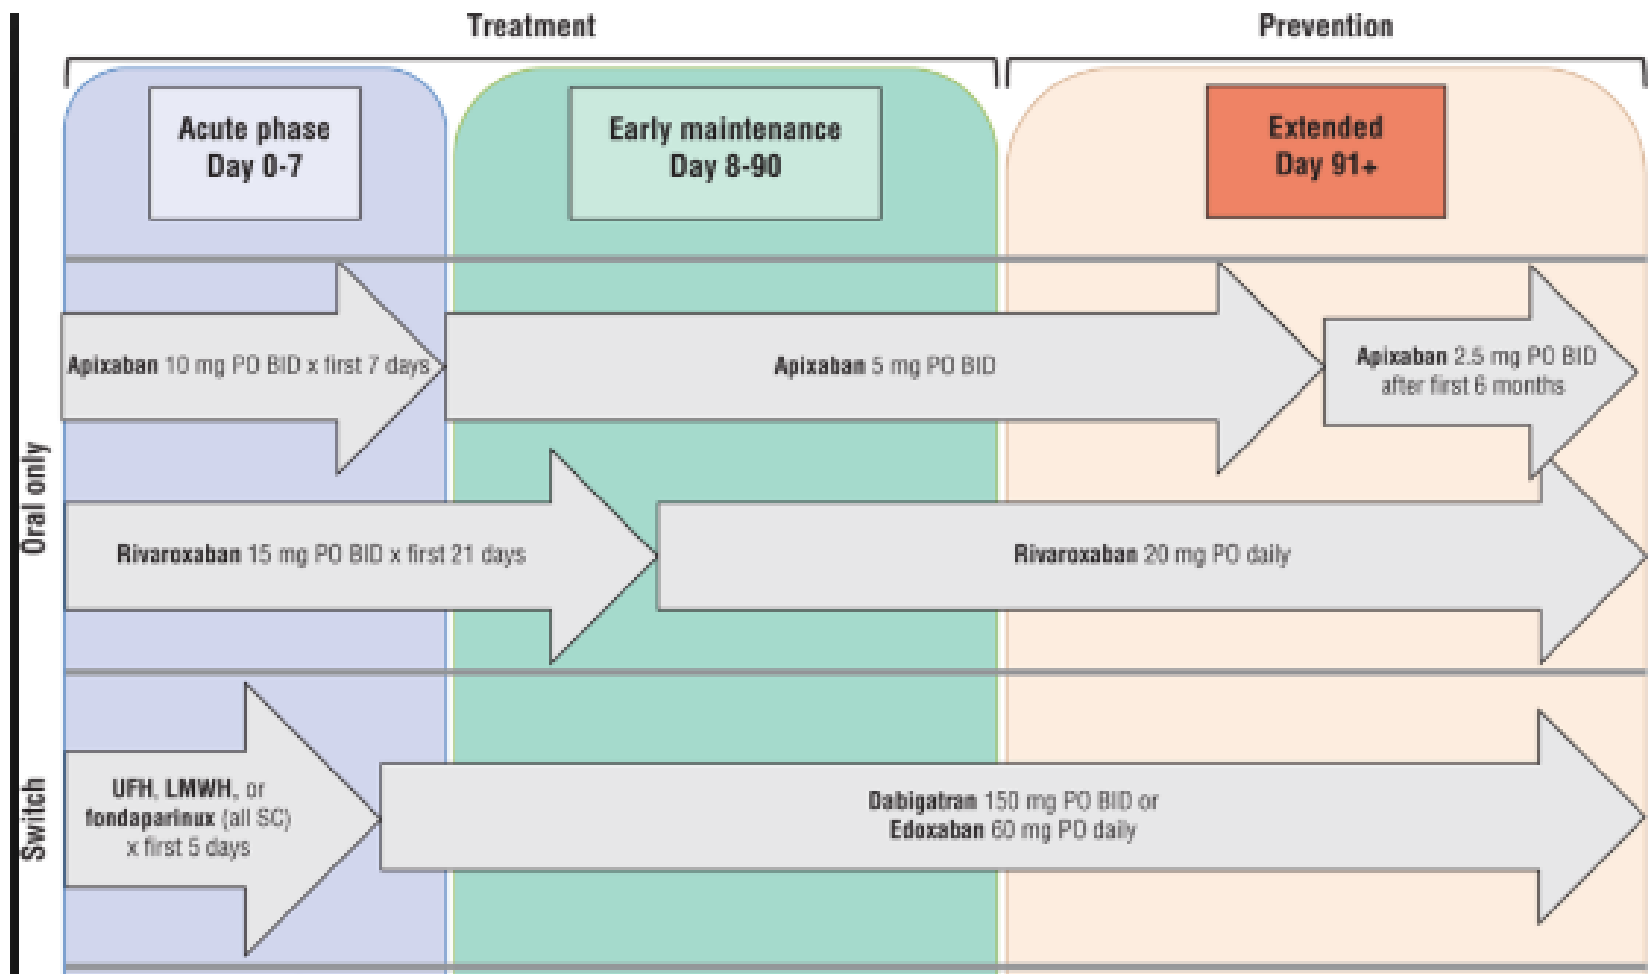 Treatment
Prevention
Acute phase
Day 0-7
Early maintenance
Day 8-90
Extended
Day 91+
Oral only
Apixaban 10 mg PO BID x first 7 days
Apixaban 5 mg PO BID
Apixaban 2.5 mg PO BID
after first 6 months
Rivaroxaban 15 mg PO BID x first 21 days
Rivaroxaban 20 mg PO daily
Switch
UFH, LMWH, or
fondaparinux (all SC)
x first 5 days
Dabigatran 150 mg PO BID or
Edoxaban 60 mg PO daily